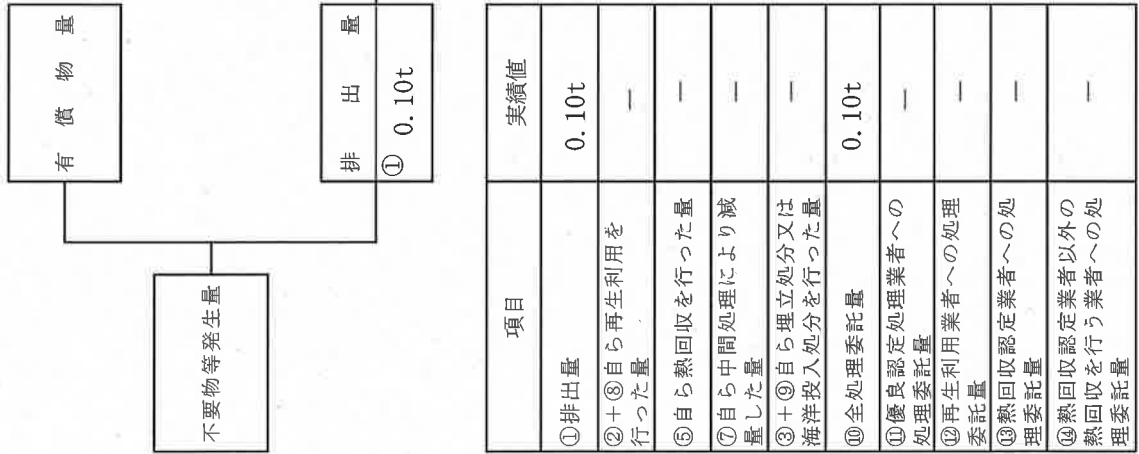 有償物量
不要物等発生量
排出量
① 0.10t
項目 実績値
①排出量 0.10t
②+⑧自ら再生利用を
行った量 —
⑤自ら熱回収を行った量 —
⑦自ら中間処理により減
量した量 —
③+⑨自ら埋立処分又は
海洋投入処分を行った量 —
⑩全処理委託量 0.10t
⑪優良認定処理業者への
処理委託量 —
⑫再生利用業者への処理
委託量 —
⑬熱回収認定業者への処
理委託量 —
⑭熱回収認定業者以外の
熱回収を行う業者への処
理委託量 —